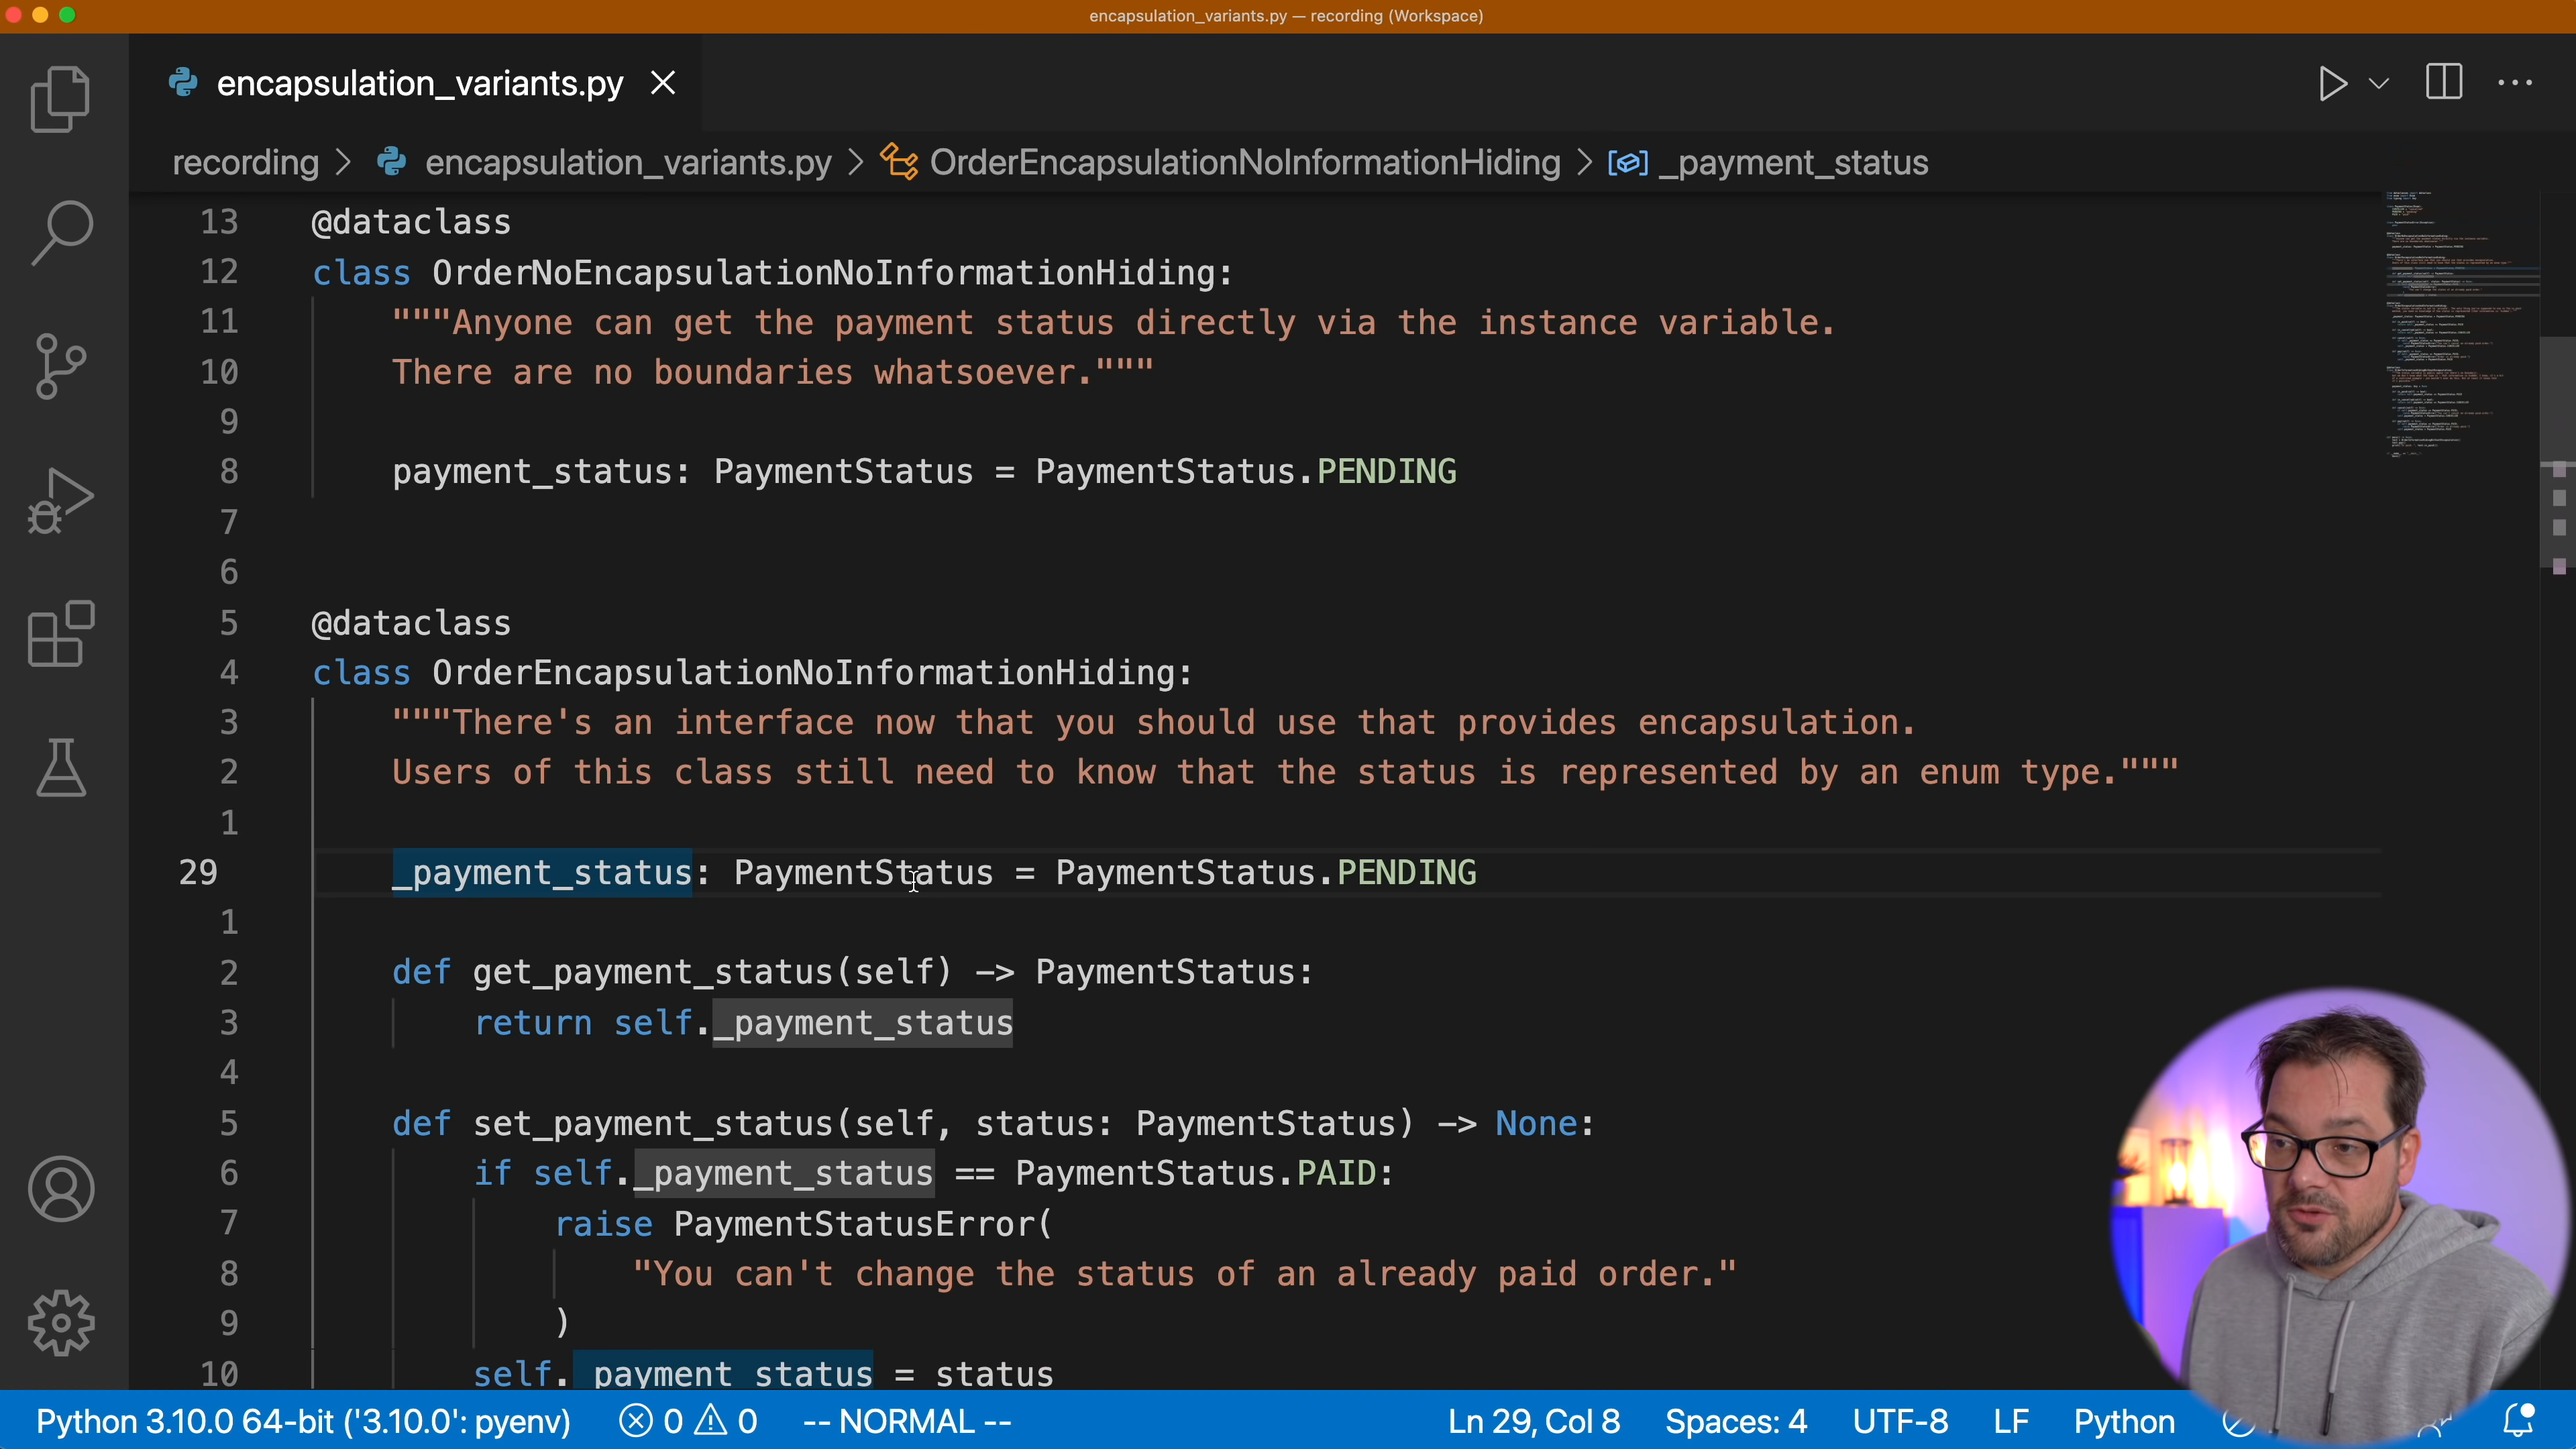 encapsulation_variants.py — recording (Workspace)
encapsulation_variants.py
recording > encapsulation_variants.py > OrderEncapsulationNoInformationHiding > _payment_status
13 @dataclass
12 class OrderNoEncapsulationNoInformationHiding:
11 """Anyone can get the payment status directly via the instance variable.
10 There are no boundaries whatsoever."""
9
8 payment_status: PaymentStatus = PaymentStatus.PENDING
7
6
5 @dataclass
4 class OrderEncapsulationNoInformationHiding:
3 """There's an interface now that you should use that provides encapsulation.
2 Users of this class still need to know that the status is represented by an enum type."""
1
29 _payment_status: PaymentStatus = PaymentStatus.PENDING
1
2 def get_payment_status(self) -> PaymentStatus:
3 return self._payment_status
4
5 def set_payment_status(self, status: PaymentStatus) -> None:
6 if self._payment_status == PaymentStatus.PAID:
7 raise PaymentStatusError(
8 "You can't change the status of an already paid order."
9 )
10 self._payment_status = status
Python 3.10.0 64-bit ('3.10.0': pyenv) 0 0 -- NORMAL -- Ln 29, Col 8 Spaces: 4 UTF-8 LF Python